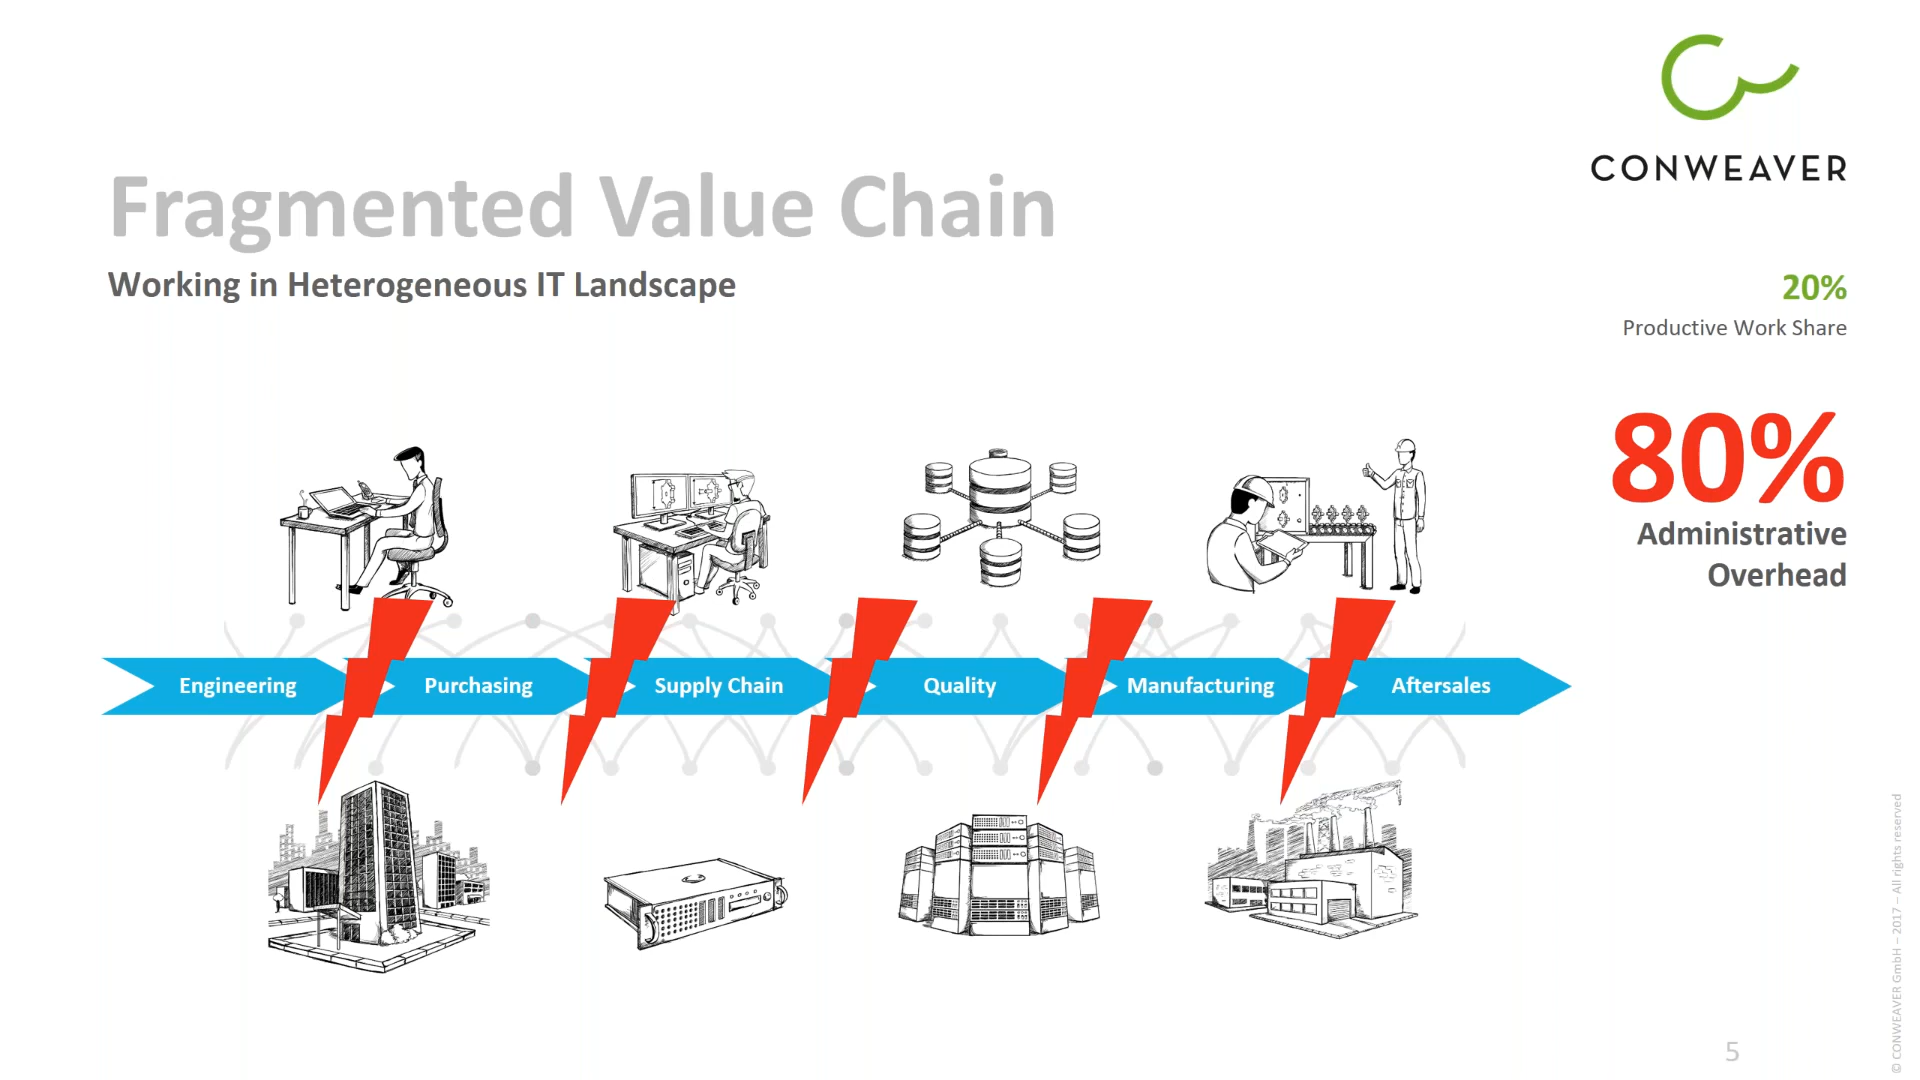 CONWEAVER
Fragmented Value Chain
Working in Heterogeneous IT Landscape
20%
Productive Work Share
80%
Administrative
Overhead
Engineering
Purchasing
Supply Chain
Quality
Manufacturing
Aftersales
© CONWEAVER GmbH – 2017 – All rights reserved
5